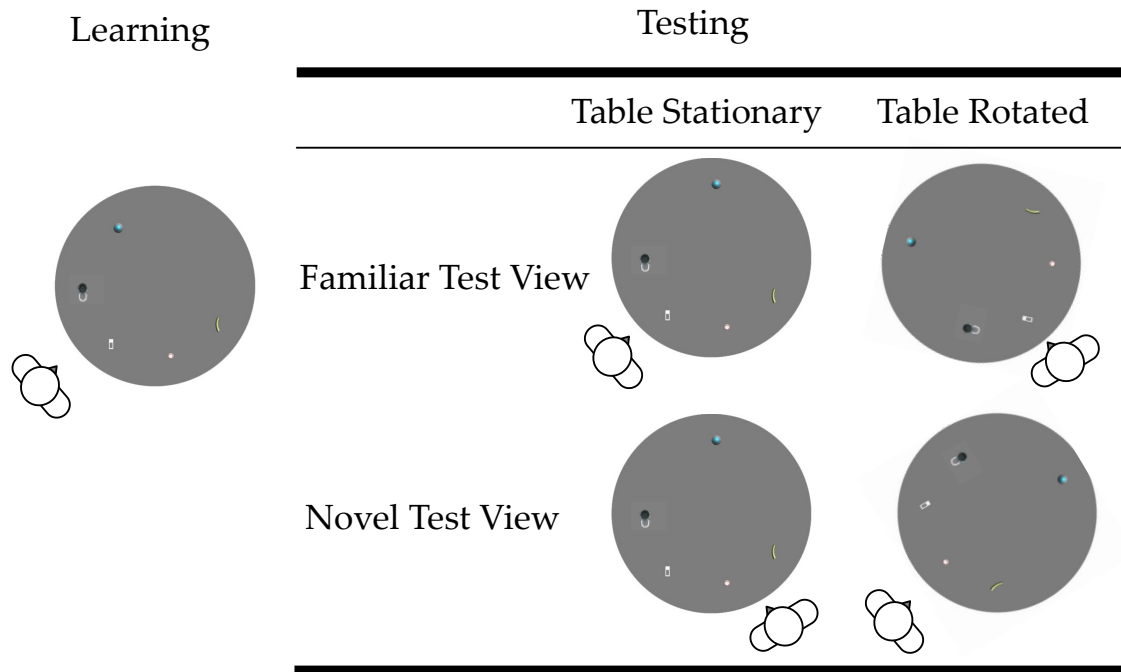 Learning
Testing
Table Stationary
Table Rotated
Familiar Test View
Novel Test View